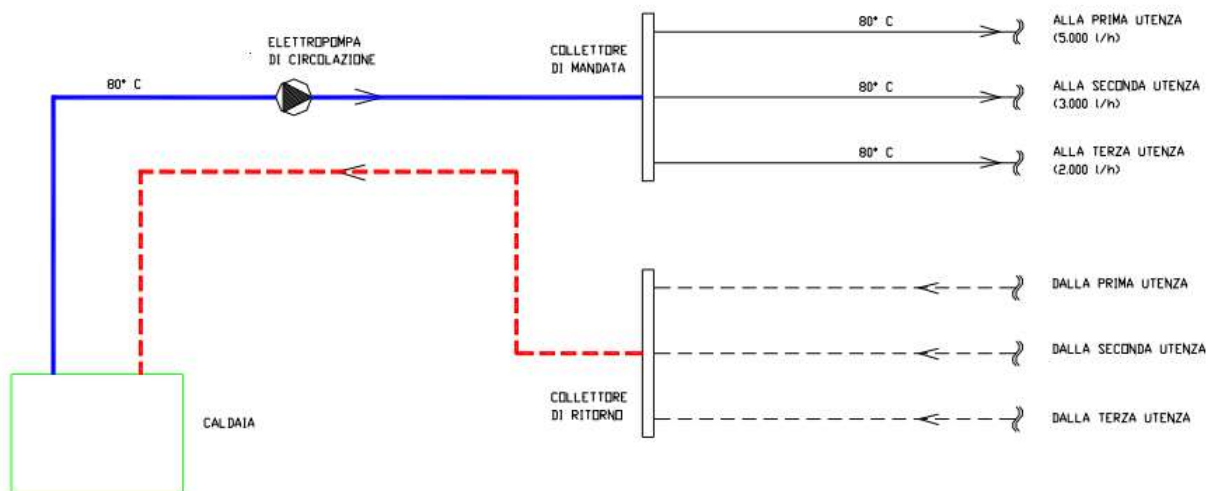 ELETTROPOMPA
DI CIRCOLAZIONE
80° C
COLLETTORE
DI MANDATA
80° C
ALLA PRIMA UTENZA
(5.000 l/h)
80° C
ALLA SECONDA UTENZA
(3.000 l/h)
80° C
ALLA TERZA UTENZA
(2.000 l/h)
DALLA PRIMA UTENZA
DALLA SECONDA UTENZA
DALLA TERZA UTENZA
COLLETTORE
DI RITORNO
CALDAIA